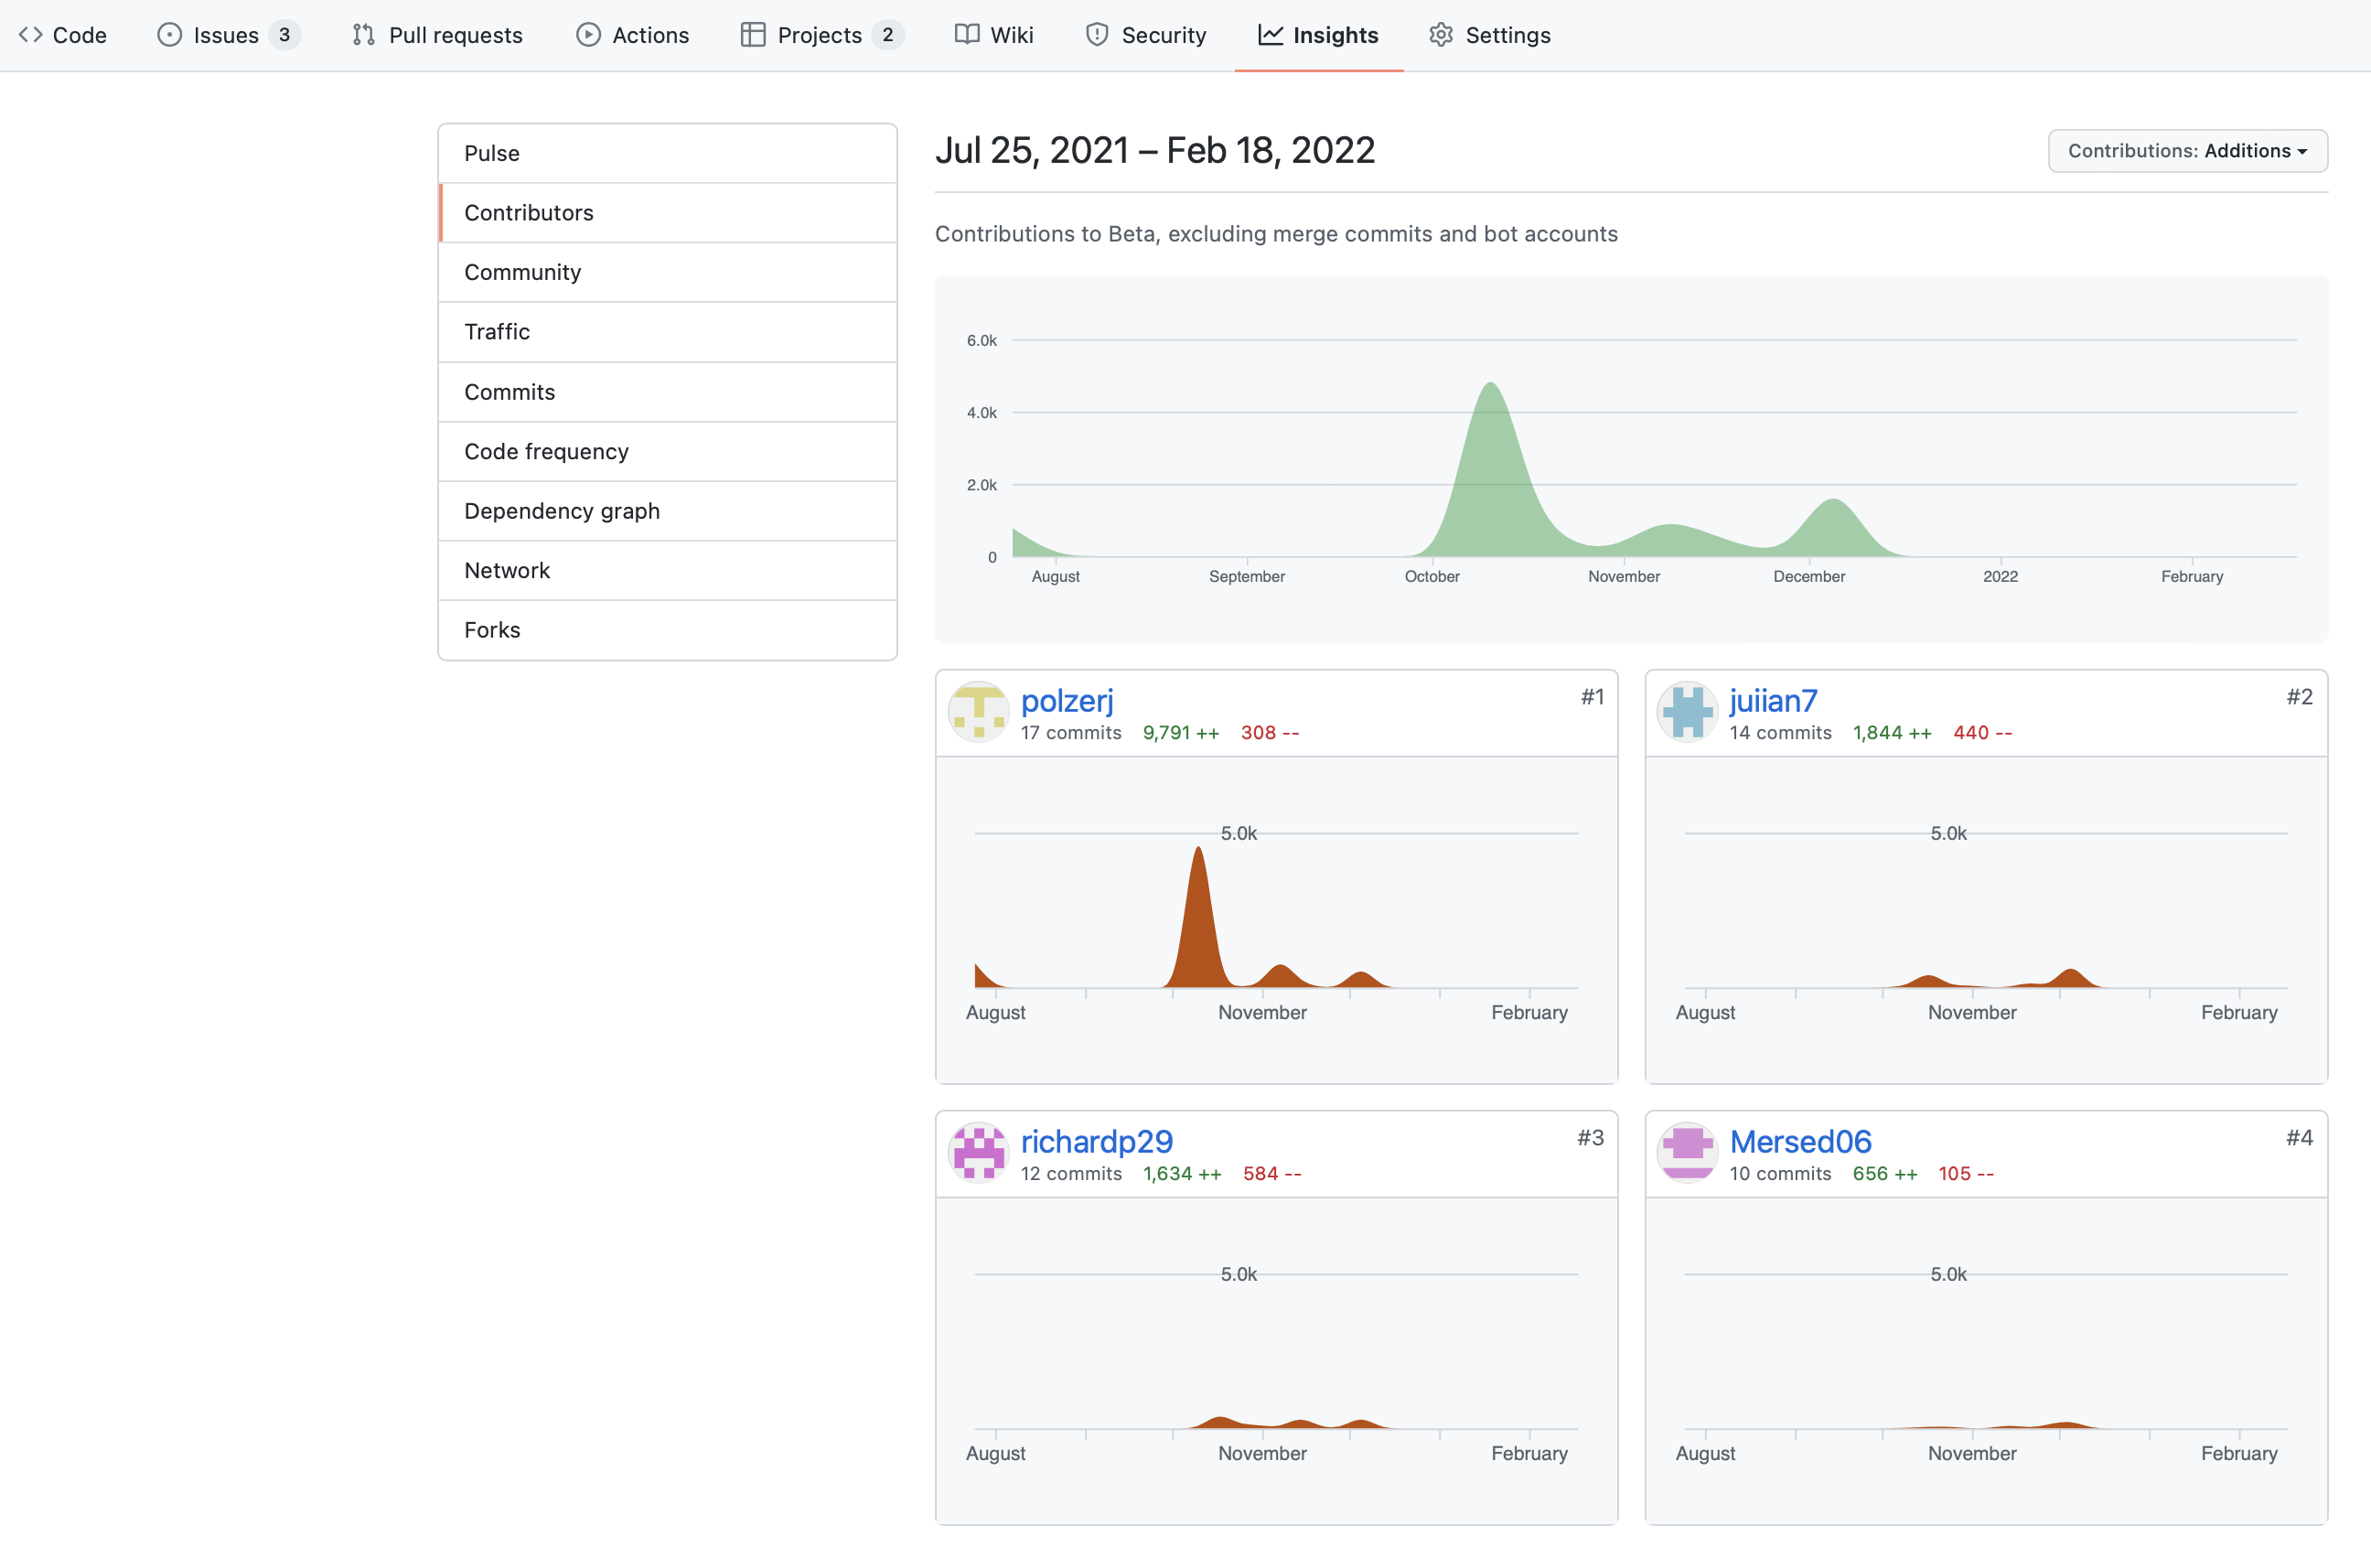 Code Issues 3 Pull requests Actions Projects 2 Wiki Security Insights Settings
Pulse
Contributors
Community
Traffic
Commits
Code frequency
Dependency graph
Network
Forks
Jul 25, 2021 – Feb 18, 2022
Contributions: Additions
Contributions to Beta, excluding merge commits and bot accounts
6.0k
4.0k
2.0k
0
August September October November December 2022 February
polzerj #1
17 commits 9,791 ++ 308 --
5.0k
August November February
juiian7 #2
14 commits 1,844 ++ 440 --
5.0k
August November February
richardp29 #3
12 commits 1,634 ++ 584 --
5.0k
August November February
Mersed06 #4
10 commits 656 ++ 105 --
5.0k
August November February